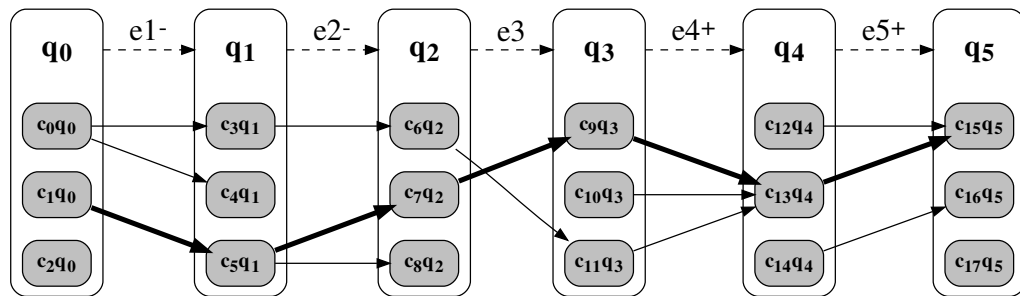 e1- e2- e3 e4+ e5+
q0 q1 q2 q3 q4 q5
c0q0 c3q1 c6q2 c9q3 c12q4 c15q5
c1q0 c4q1 c7q2 c10q3 c13q4 c16q5
c2q0 c5q1 c8q2 c11q3 c14q4 c17q5